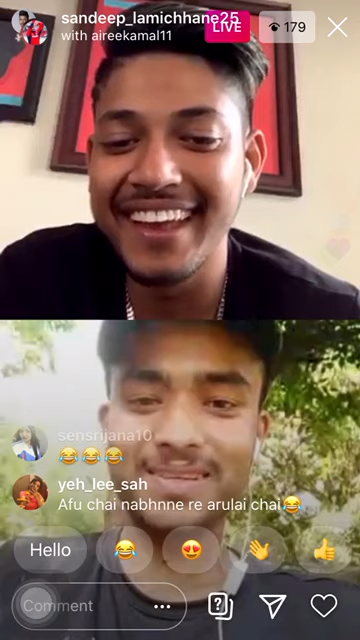 sandeep_lamichhane25
LIVE
179
with aireekamal11
sensrijana10
😂😂😂
yeh_lee_sah
Afu chai nabhnne re arulai chai😂
Hello
😂
😍
👋
👍
Comment